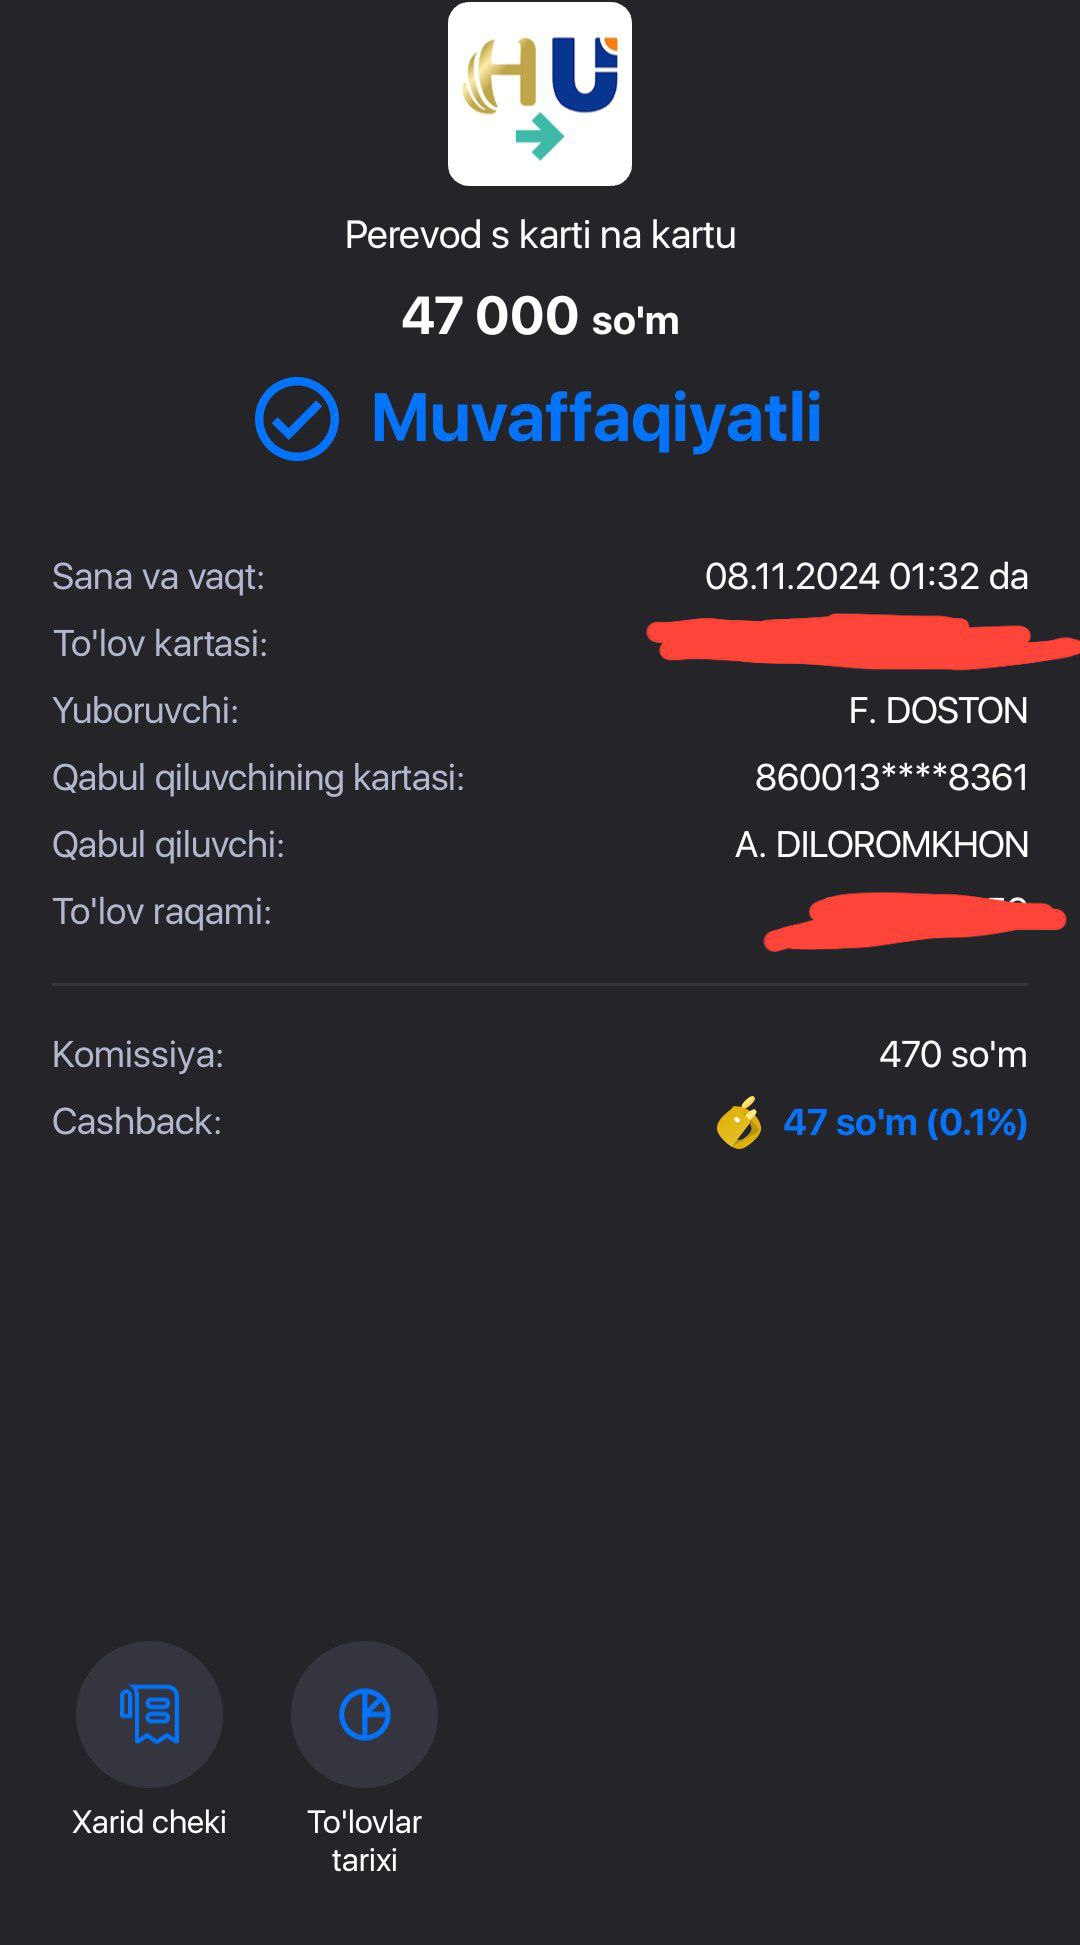 HU
Perevod s karti na kartu
47 000 so'm
Muvaffaqiyatli
Sana va vaqt: 08.11.2024 01:32 da
To'lov kartasi:
Yuboruvchi: F. DOSTON
Qabul qiluvchining kartasi: 860013****8361
Qabul qiluvchi: A. DILOROMKHON
To'lov raqami:
Komissiya: 470 so'm
Cashback: 47 so'm (0.1%)
Xarid cheki
To'lovlar
tarixi